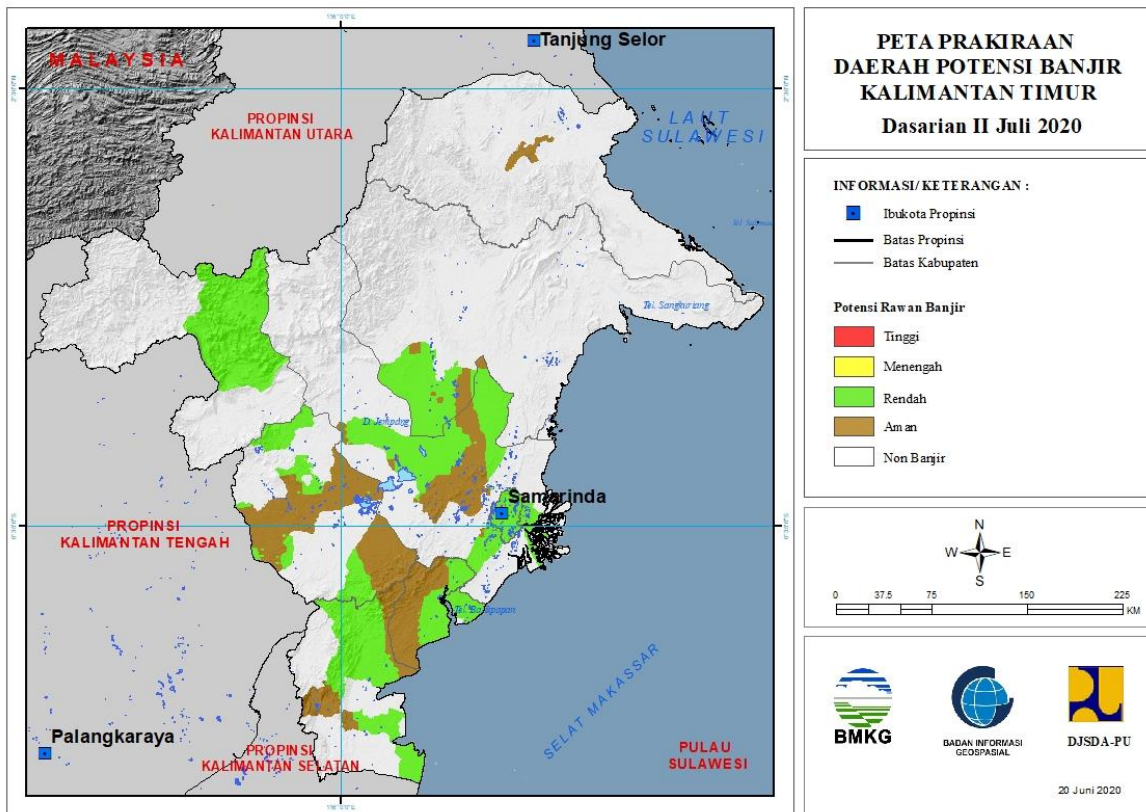 PETA PRAKIRAAN
DAERAH POTENSI BANJIR
KALIMANTAN TIMUR
Dasarian II Juli 2020
INFORMASI/ KETERANGAN :
Ibukota Propinsi
Batas Propinsi
Batas Kabupaten
Potensi Rawan Banjir
Tinggi
Menengah
Rendah
Aman
Non Banjir
N
W E
S
0 37.5 75 150 225
KM
BMKG
BADAN INFORMASI
GEOSPASIAL
DJSDA-PU
20 Juni 2020
MALAYSIA
Tanjung Selor
PROPINSI
KALIMANTAN UTARA
LAUT
SULAWESI
Tel. Sangkuriang
D. Jempang
Samarinda
PROPINSI
KALIMANTAN TENGAH
Tel. Balikpapan
SELAT MAKASSAR
Palangkaraya
PROPINSI
KALIMANTAN SELATAN
PULAU
SULAWESI